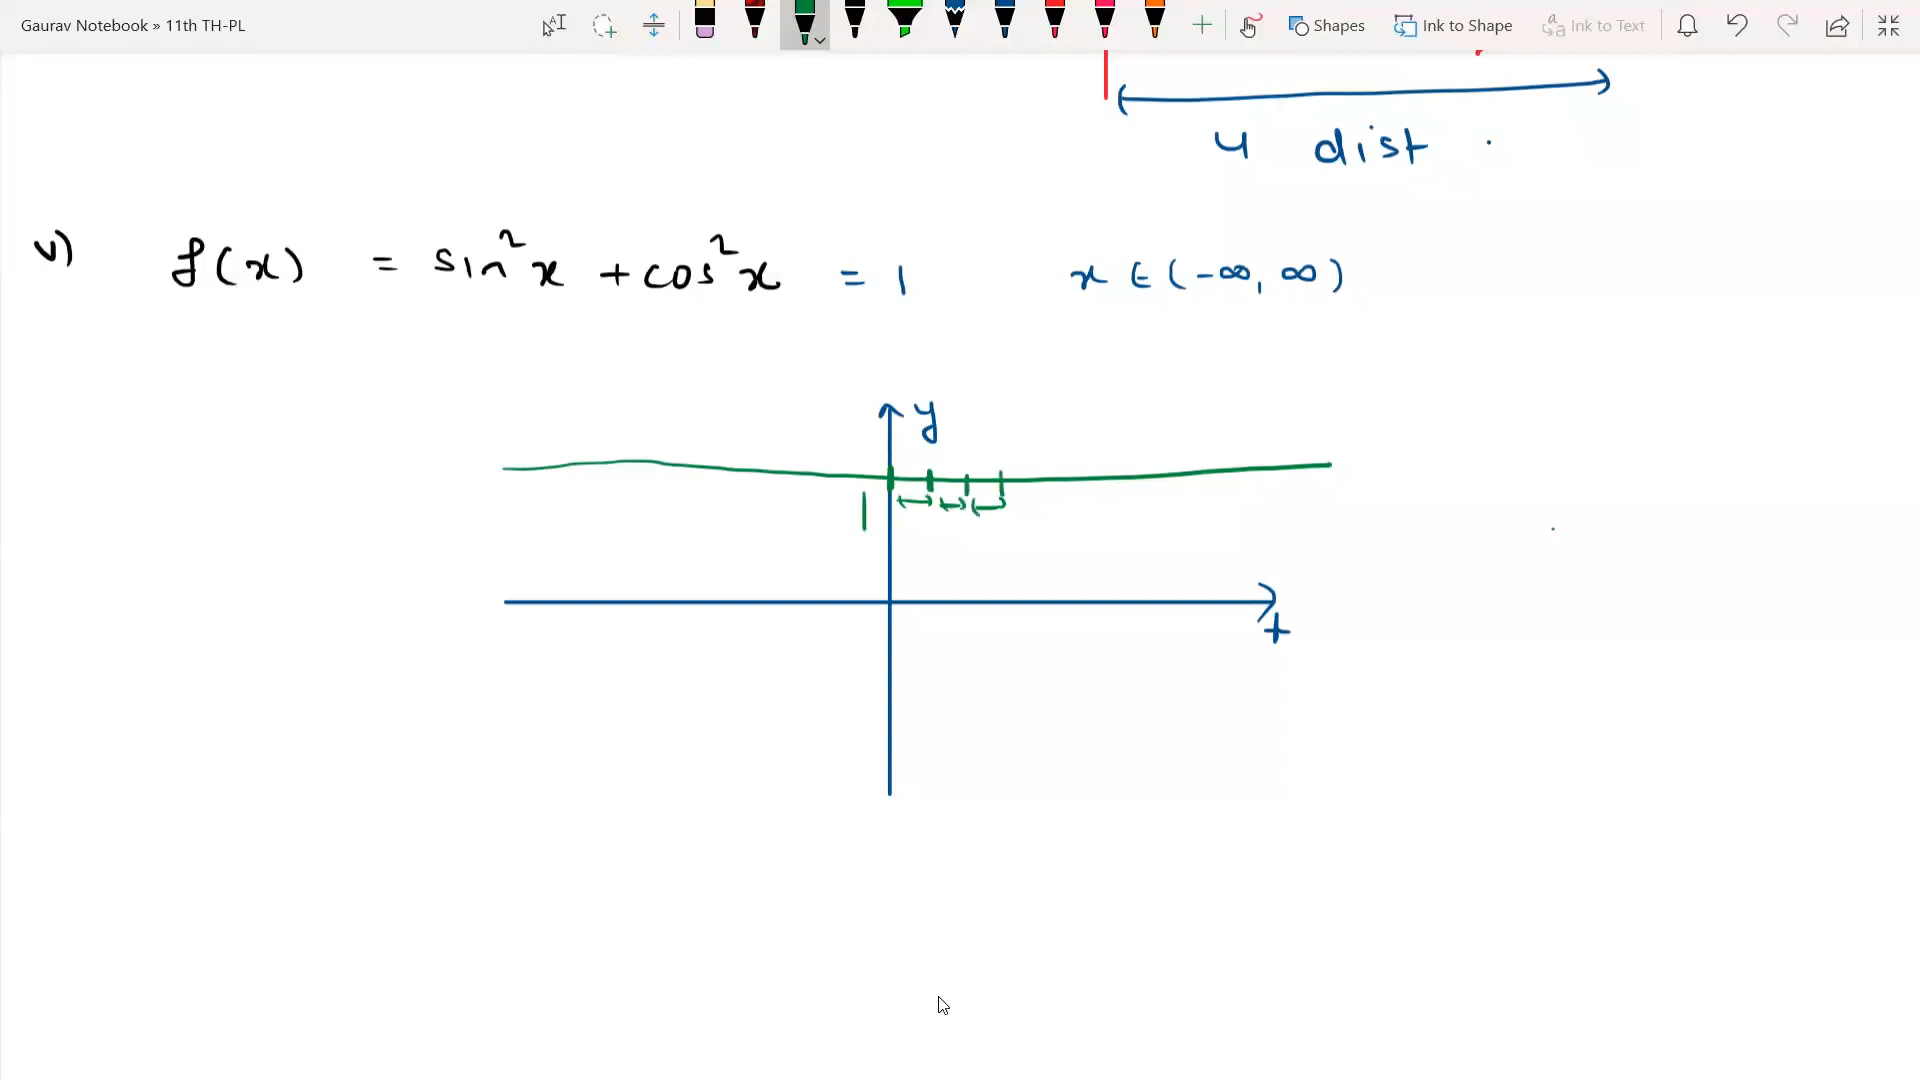 Gaurav Notebook » 11th TH-PL
Shapes
Ink to Shape
Ink to Text
4 dist .
v) f(x) = sin²x + cos²x = 1 x ∈ (-∞, ∞)
y
1
x